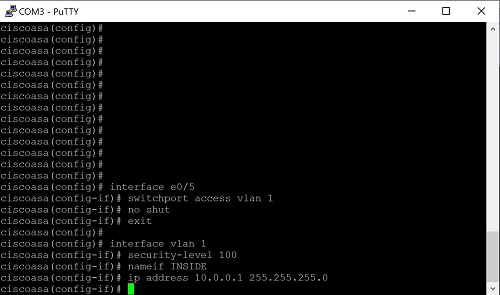 COM3 - PuTTY
ciscoasa(config)#
ciscoasa(config)#
ciscoasa(config)#
ciscoasa(config)#
ciscoasa(config)#
ciscoasa(config)#
ciscoasa(config)#
ciscoasa(config)#
ciscoasa(config)#
ciscoasa(config)#
ciscoasa(config)#
ciscoasa(config)#
ciscoasa(config)#
ciscoasa(config)#
ciscoasa(config)# interface e0/5
ciscoasa(config-if)# switchport access vlan 1
ciscoasa(config-if)# no shut
ciscoasa(config-if)# exit
ciscoasa(config)#
ciscoasa(config)# interface vlan 1
ciscoasa(config-if)# security-level 100
ciscoasa(config-if)# nameif INSIDE
ciscoasa(config-if)# ip address 10.0.0.1 255.255.255.0
ciscoasa(config-if)#